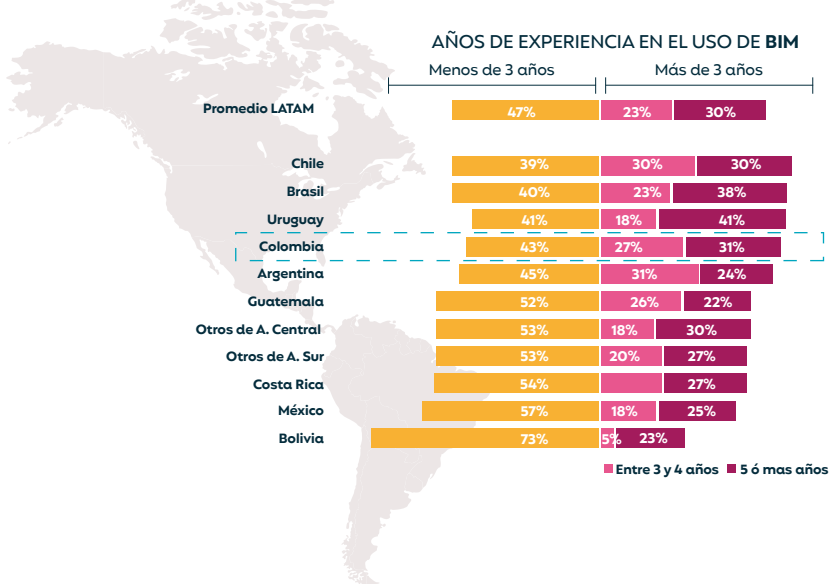 AÑOS DE EXPERIENCIA EN EL USO DE BIM
Menos de 3 años Más de 3 años
Promedio LATAM 47% 23% 30%
Chile 39% 30% 30%
Brasil 40% 23% 38%
Uruguay 41% 18% 41%
Colombia 43% 27% 31%
Argentina 45% 31% 24%
Guatemala 52% 26% 22%
Otros de A. Central 53% 18% 30%
Otros de A. Sur 53% 20% 27%
Costa Rica 54% 27%
México 57% 18% 25%
Bolivia 73% 5% 23%
Entre 3 y 4 años 5 ó mas años